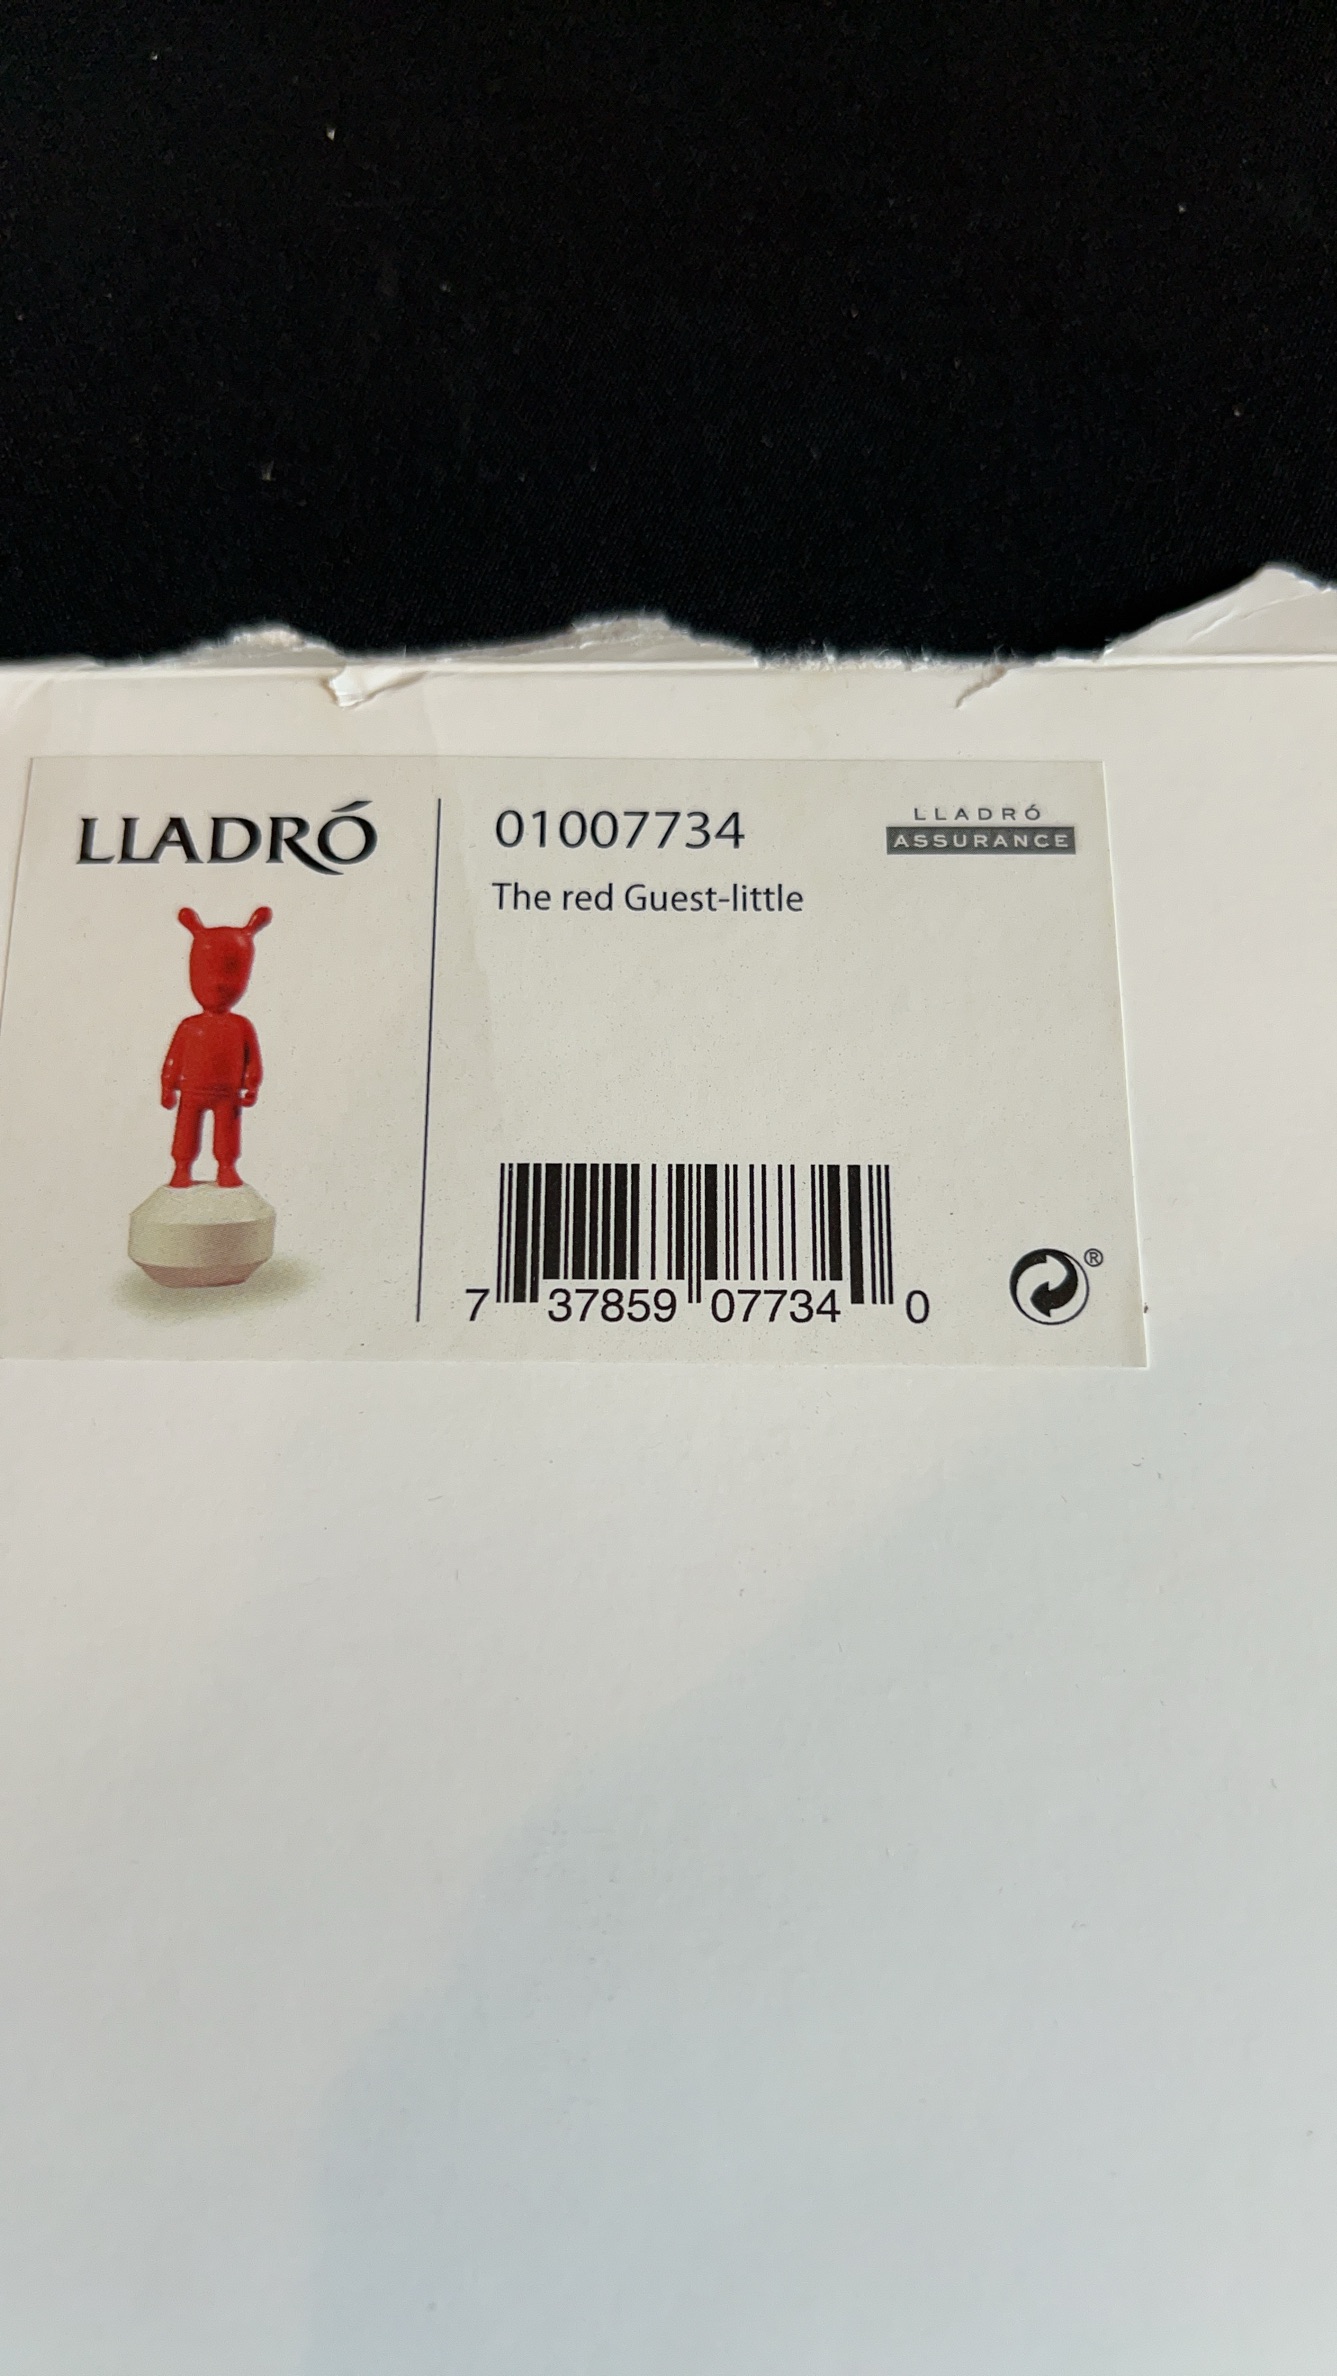 LLADRÓ
01007734
The red Guest-little
LLADRÓ
ASSURANCE
7 37859 07734 0
®